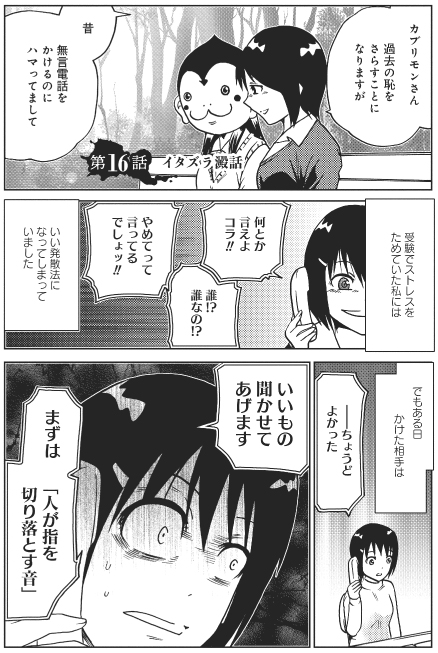 カブリモンさん
過去の恥を
さらすことに
なりますが
昔
無言電話を
かけるのに
ハマってまして
第16話 イタズラ澱話
受験でストレスを
ためていた私には
何とか
言えよ
コラ!!
誰!?
誰なの!?
やめてって
言ってる
でしょッ!!
いい発散法に
なってしまって
いました
でもある日
かけた相手は
──ちょうど
よかった
いいもの
聞かせて
あげます
まずは
「人が指を
切り落とす音」